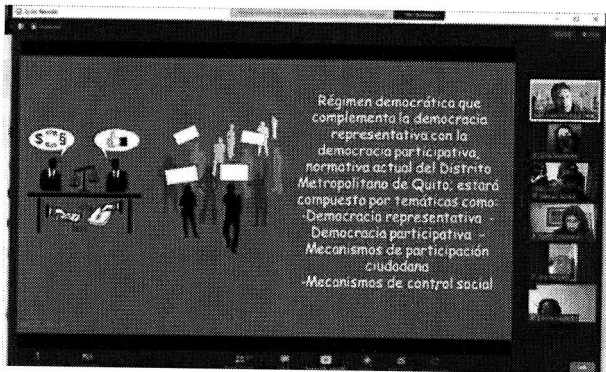 Régimen democrático que
complementa la democracia
representativa con la
democracia participativa,
normativa actual del Distrito
Metropolitano de Quito; estará
compuesto por temáticas como:
-Democracia representativa -
Democracia participativa -
Mecanismos de participación
ciudadana
-Mecanismos de control social